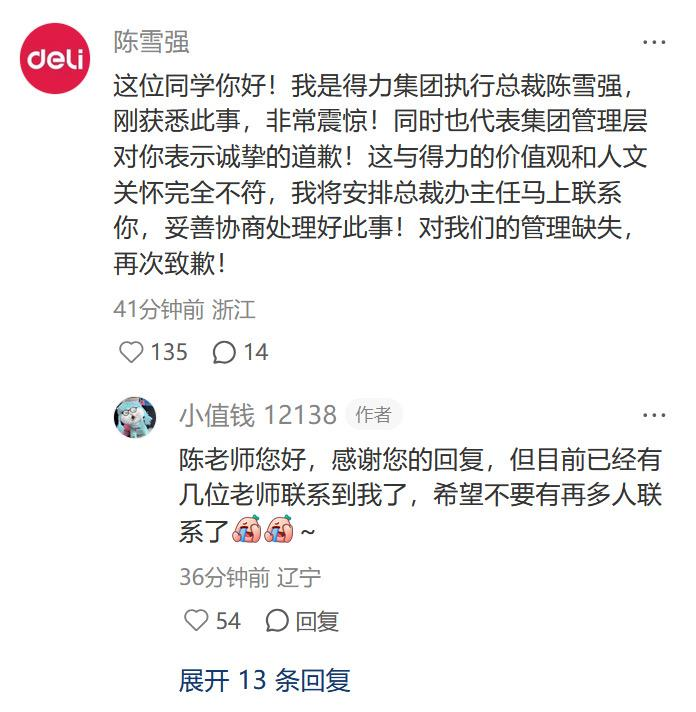 deli
陈雪强
这位同学你好！我是得力集团执行总裁陈雪强，
刚获悉此事，非常震惊！同时也代表集团管理层
对你表示诚挚的道歉！这与得力的价值观和人文
关怀完全不符，我将安排总裁办主任马上联系
你，妥善协商处理好此事！对我们的管理缺失，
再次致歉！
41分钟前 浙江
135 14
小值钱 12138 作者
陈老师您好，感谢您的回复，但目前已经有
几位老师联系到我了，希望不要有再多人联
系了 ~
36分钟前 辽宁
54 回复
展开 13 条回复